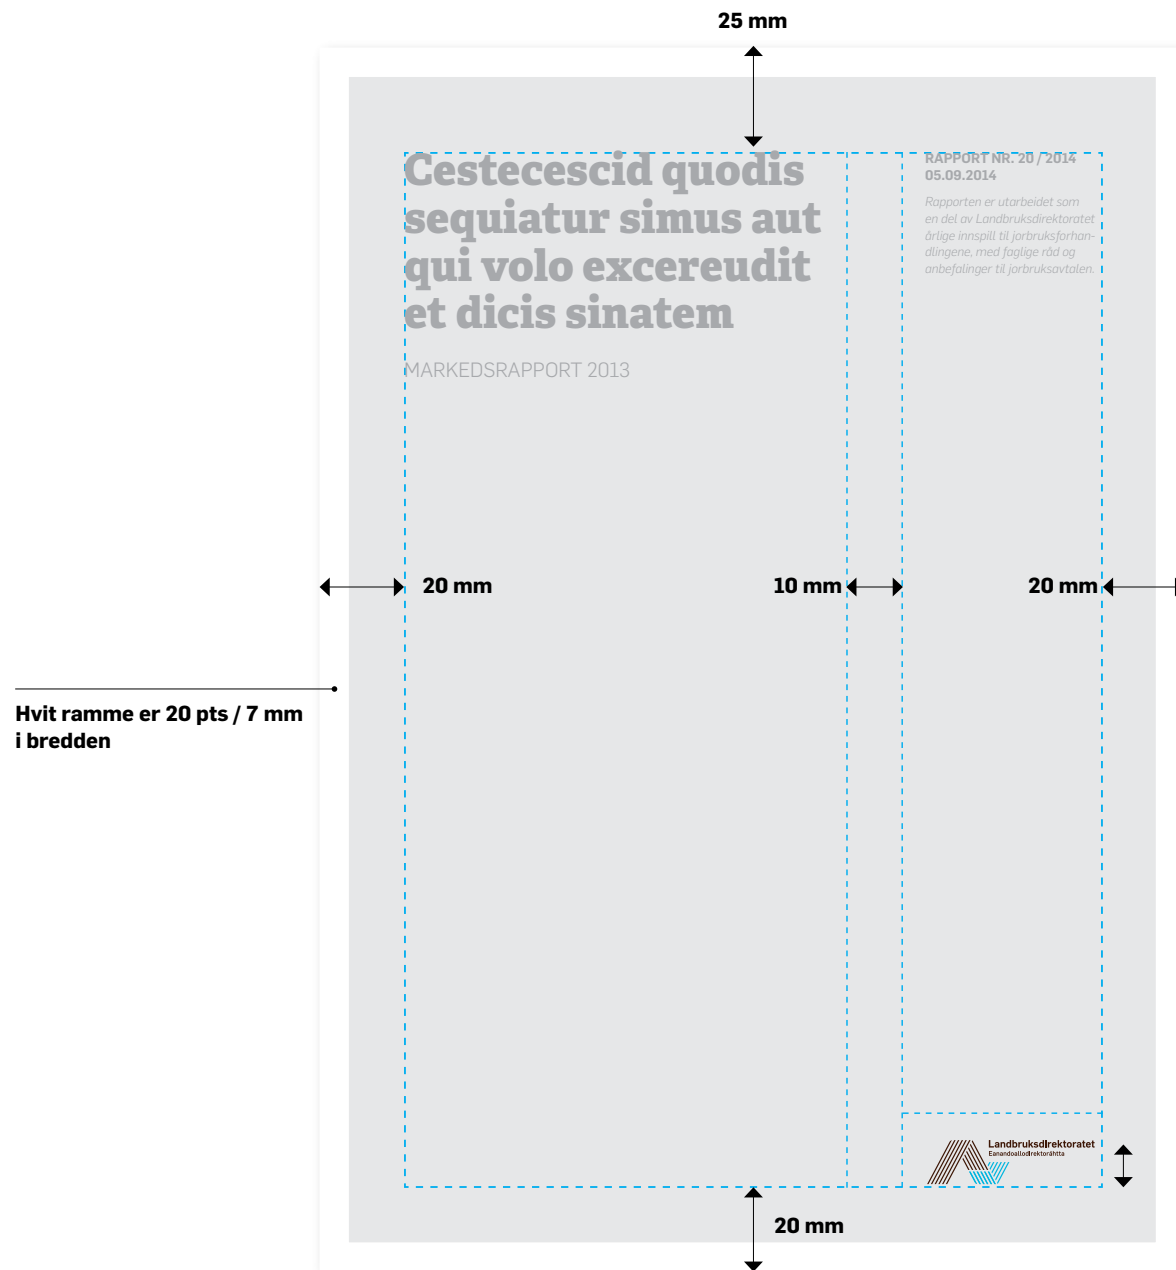 25 mm
Cestecescid quodis
sequiatur simus aut
qui volo excereudit
et dicis sinatem
MARKEDSRAPPORT 2013
RAPPORT NR. 20 / 2014
05.09.2014
Rapporten er utarbeidet som
en del av Landbruksdirektoratet
årlige innspill til jorbruksforhan-
dlingene, med faglige råd og
anbefalinger til jorbruksavtalen.
20 mm
10 mm
20 mm
Hvit ramme er 20 pts / 7 mm
i bredden
Landbruksdirektoratet
Eanandoallodirektoráhtta
20 mm